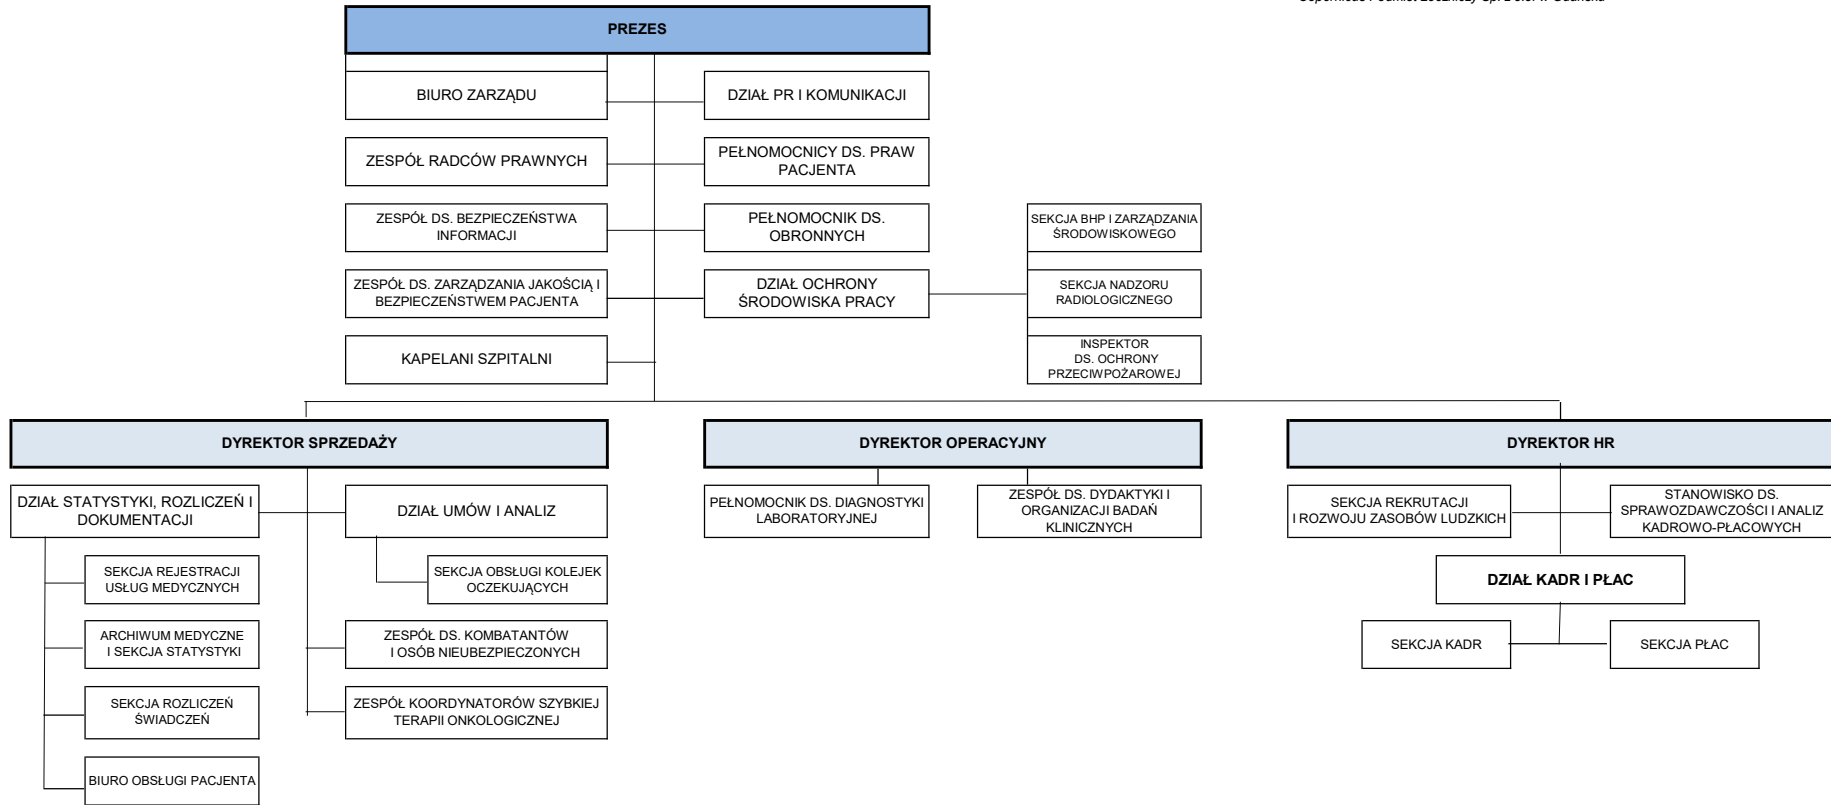 PREZES
BIURO ZARZĄDU
DZIAŁ PR I KOMUNIKACJI
ZESPÓŁ RADCÓW PRAWNYCH
PEŁNOMOCNICY DS. PRAW
PACJENTA
ZESPÓŁ DS. BEZPIECZEŃSTWA
INFORMACJI
PEŁNOMOCNIK DS.
OBRONNYCH
SEKCJA BHP I ZARZĄDZANIA
ŚRODOWISKOWEGO
ZESPÓŁ DS. ZARZĄDZANIA JAKOŚCIĄ I
BEZPIECZEŃSTWEM PACJENTA
DZIAŁ OCHRONY
ŚRODOWISKA PRACY
SEKCJA NADZORU
RADIOLOGICZNEGO
KAPELANI SZPITALNI
INSPEKTOR
DS. OCHRONY
PRZECIWPOŻAROWEJ
DYREKTOR SPRZEDAŻY
DYREKTOR OPERACYJNY
DYREKTOR HR
DZIAŁ STATYSTYKI, ROZLICZEŃ I
DOKUMENTACJI
DZIAŁ UMÓW I ANALIZ
PEŁNOMOCNIK DS. DIAGNOSTYKI
LABORATORYJNEJ
ZESPÓŁ DS. DYDAKTYKI I
ORGANIZACJI BADAŃ
KLINICZNYCH
SEKCJA REKRUTACJI
I ROZWOJU ZASOBÓW LUDZKICH
STANOWISKO DS.
SPRAWOZDAWCZOŚCI I ANALIZ
KADROWO-PŁACOWYCH
SEKCJA REJESTRACJI
USŁUG MEDYCZNYCH
SEKCJA OBSŁUGI KOLEJEK
OCZEKUJĄCYCH
DZIAŁ KADR I PŁAC
ARCHIWUM MEDYCZNE
I SEKCJA STATYSTYKI
ZESPÓŁ DS. KOMBATANTÓW
I OSÓB NIEUBEZPIECZONYCH
SEKCJA KADR
SEKCJA PŁAC
SEKCJA ROZLICZEŃ
ŚWIADCZEŃ
ZESPÓŁ KOORDYNATORÓW SZYBKIEJ
TERAPII ONKOLOGICZNEJ
BIURO OBSŁUGI PACJENTA